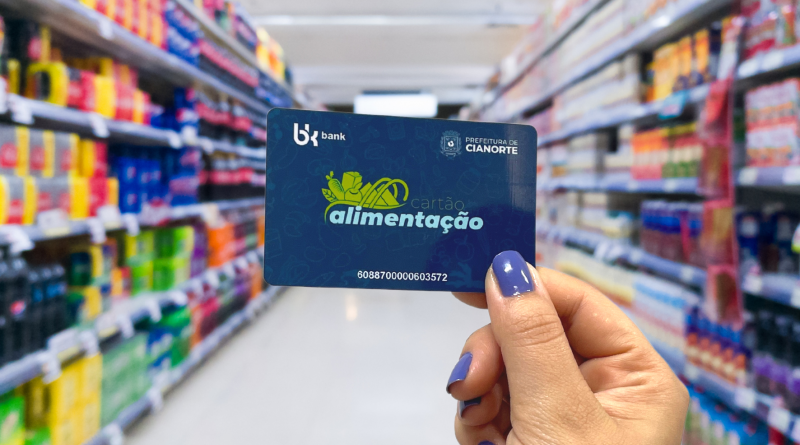 bk bank
PREFEITURA DE
CIANORTE
cartão
alimentação
6088700000603572